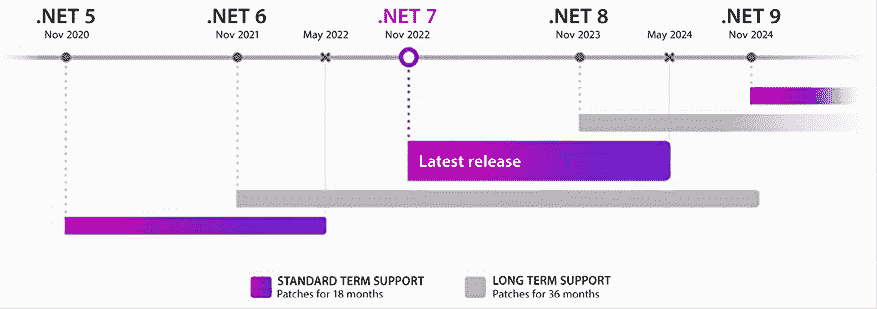 .NET 5
Nov 2020
.NET 6
Nov 2021
May 2022
.NET 7
Nov 2022
.NET 8
Nov 2023
May 2024
.NET 9
Nov 2024
Latest release
STANDARD TERM SUPPORT
Patches for 18 months
LONG TERM SUPPORT
Patches for 36 months